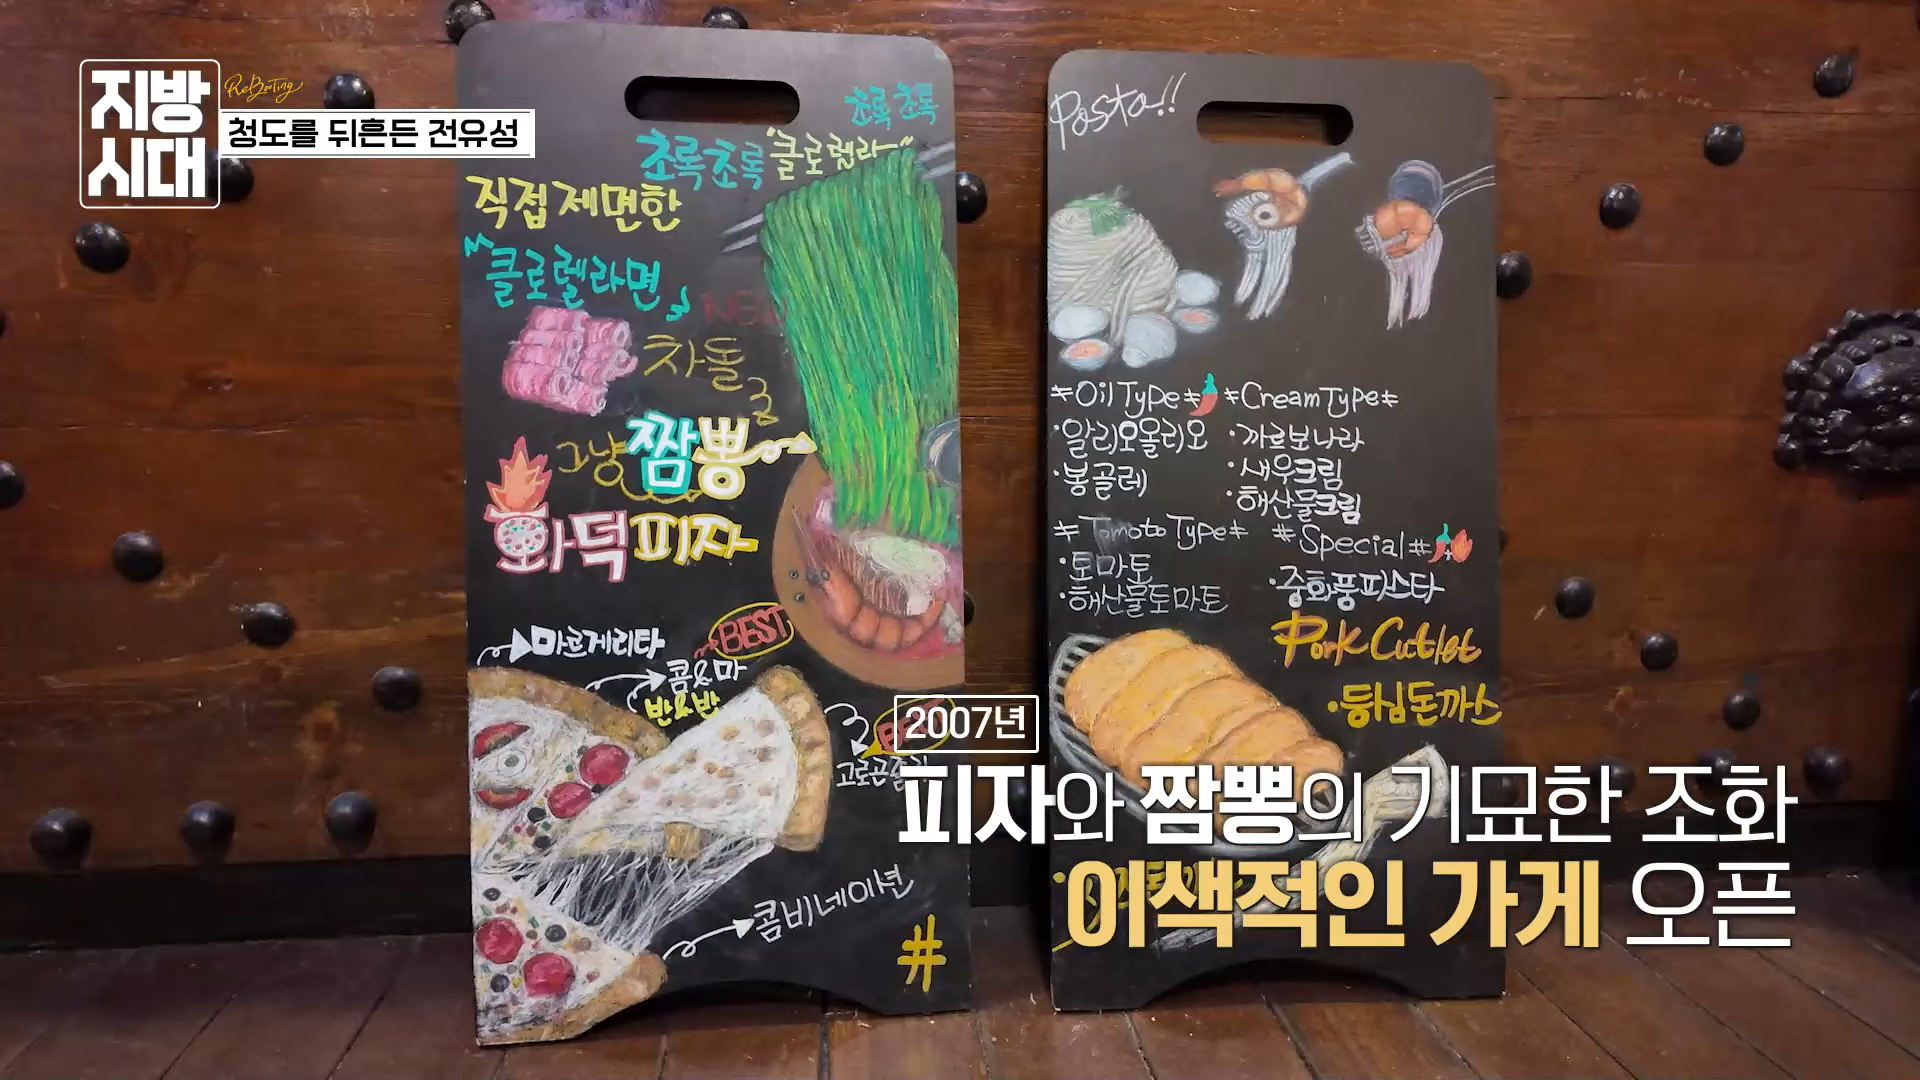 지방
시대
ReBooting
청도를 뒤흔든 전유성
초록초록
초록초록 "클로렐라"
직접 제면한
클로렐라면
NEW
차돌
그냥 짬뽕
화덕피자
마르게리타
BEST
콤&마
반&반
BEST
콤비네이션
#
Pasta!!
#Oil Type#
·알리오올리오
·봉골레
#Cream Type#
·까르보나라
·새우크림
·해산물크림
#Tomato Type#
·토마토
·해산물토마토
#Special#
·중화풍파스타
Pork Cutlet
·등심돈까스
2007년
피자와 짬뽕의 기묘한 조화
이색적인 가게 오픈